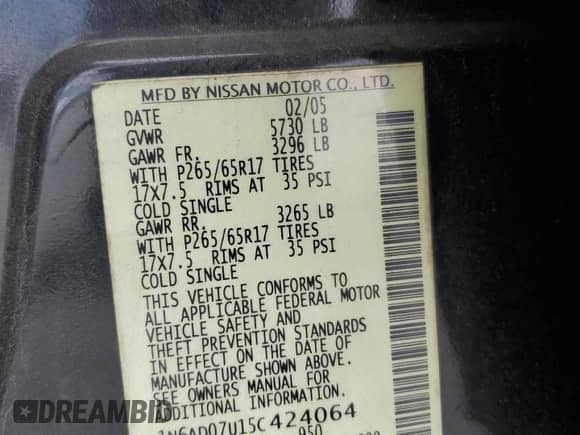 MFD BY NISSAN MOTOR CO., LTD.
DATE 02/05
GVWR 5730 LB
GAWR FR. 3296 LB
WITH P265/65R17 TIRES
17X7.5 RIMS AT 35 PSI
COLD SINGLE
GAWR RR. 3265 LB
WITH P265/65R17 TIRES
17X7.5 RIMS AT 35 PSI
COLD SINGLE
THIS VEHICLE CONFORMS TO
ALL APPLICABLE FEDERAL MOTOR
VEHICLE SAFETY AND
THEFT PREVENTION STANDARDS
IN EFFECT ON THE DATE OF
MANUFACTURE SHOWN ABOVE.
SEE OWNERS MANUAL FOR
ADDITIONAL INFORMATION
1N6AD07U15C424064
950
DREAMBID